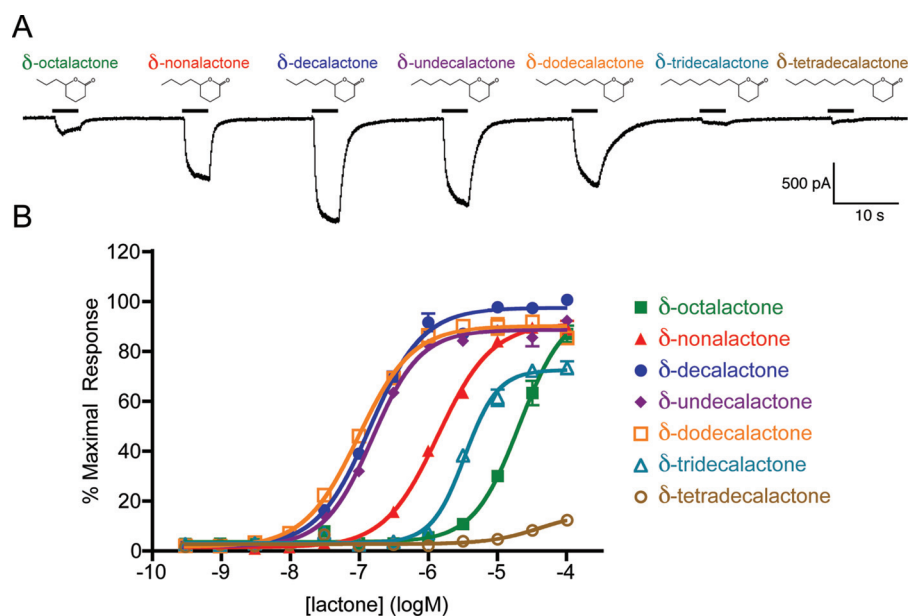 A
δ-octalactone δ-nonalactone δ-decalactone δ-undecalactone δ-dodecalactone δ-tridecalactone δ-tetradecalactone
O O O O O O O O O O O O O O
500 pA
10 s
B
120
100
80
60
40
20
0
% Maximal Response
-10 -9 -8 -7 -6 -5 -4
[lactone] (logM)
δ-octalactone
δ-nonalactone
δ-decalactone
δ-undecalactone
δ-dodecalactone
δ-tridecalactone
δ-tetradecalactone